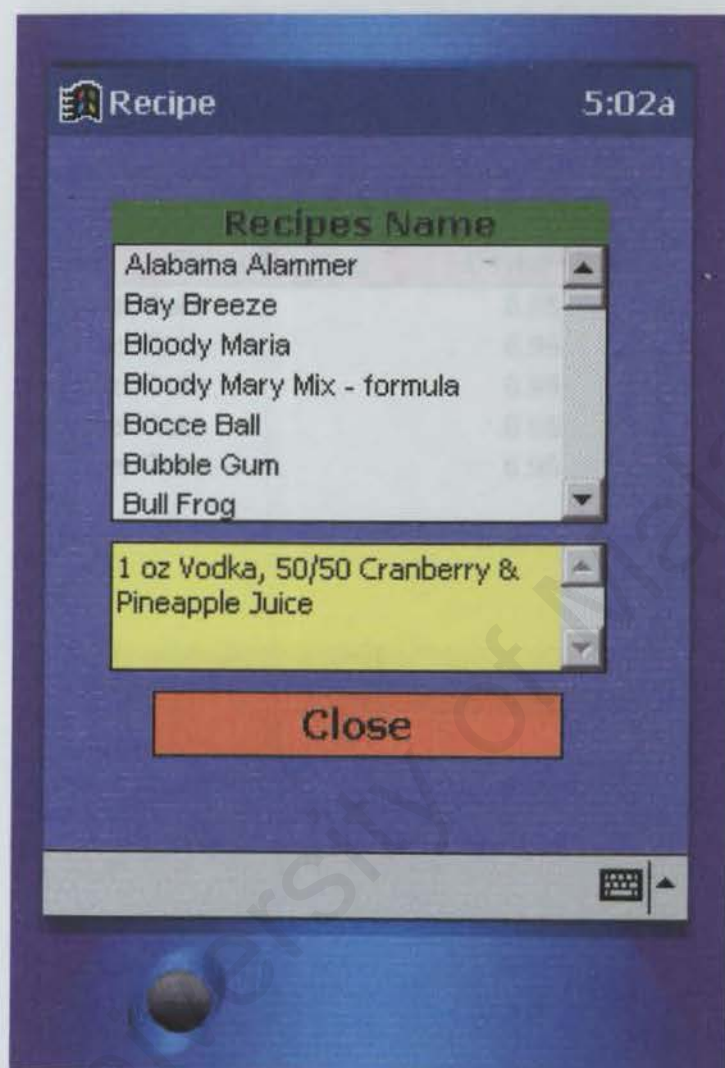 Recipe 5:02a
Recipes Name
Alabama Alammer
Bay Breeze
Bloody Maria
Bloody Mary Mix - formula
Bocce Ball
Bubble Gum
Bull Frog
1 oz Vodka, 50/50 Cranberry &
Pineapple Juice
Close